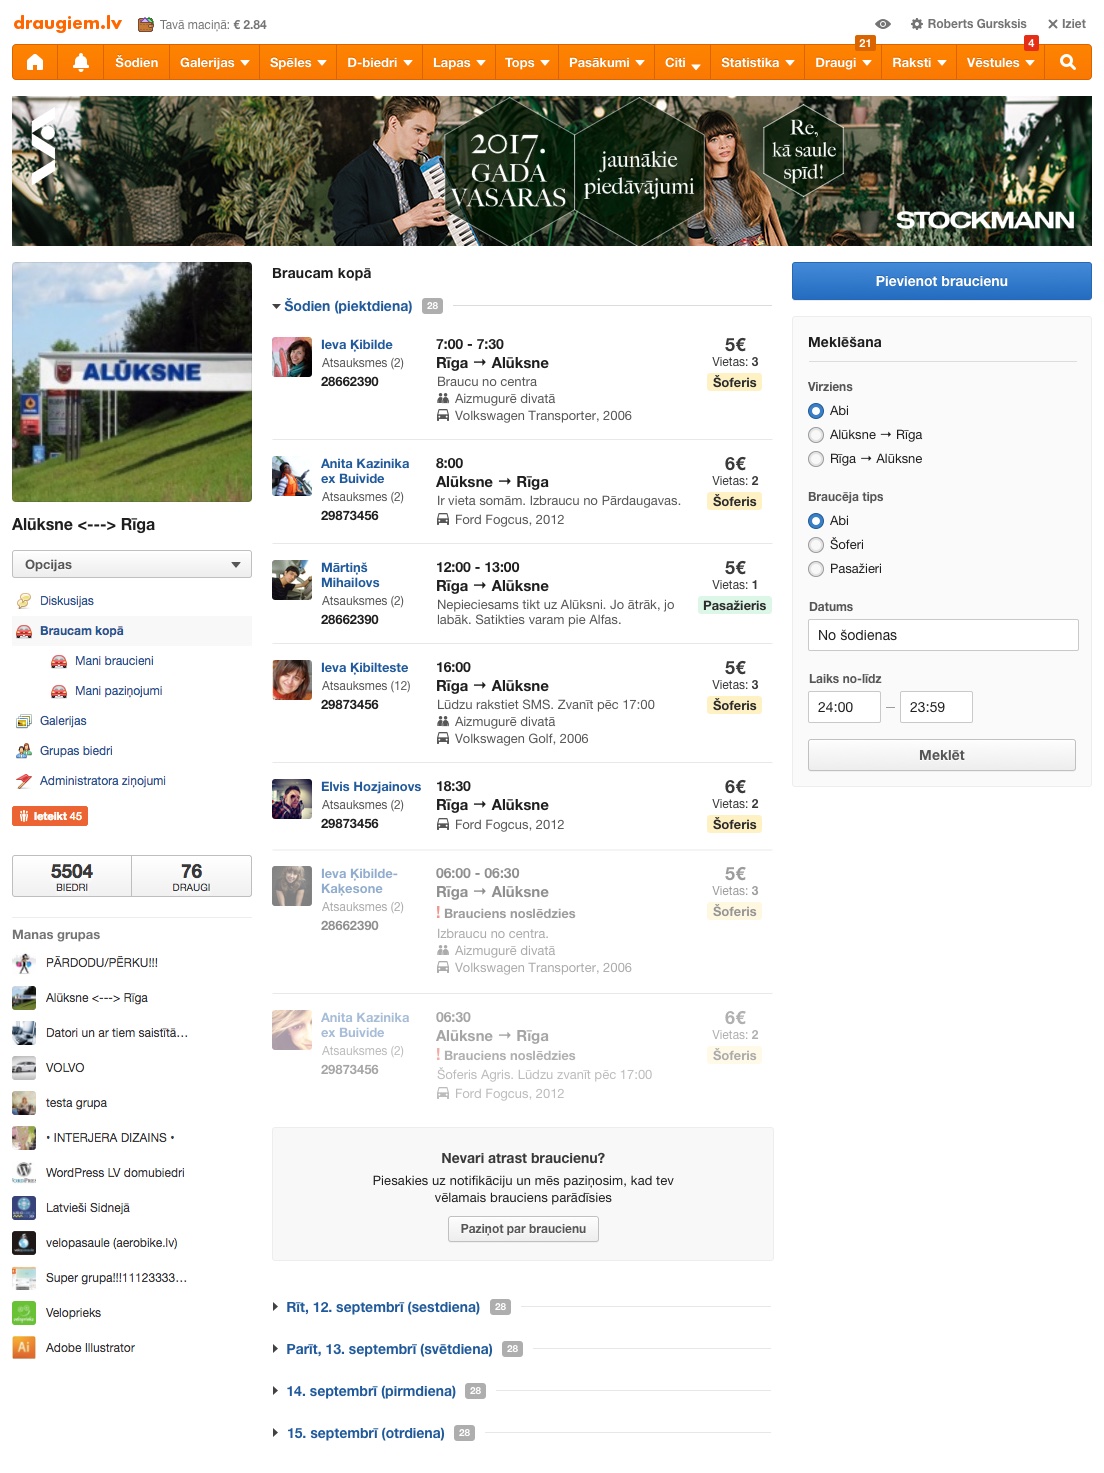 draugiem.lv
Tavā maciņā: € 2.84
Roberts Gursksis
Iziet
21
4
Šodien
Galerijas
Spēles
D-biedri
Lapas
Tops
Pasākumi
Citi
Statistika
Draugi
Raksti
Vēstules
2017.
GADA
VASARAS
jaunākie
piedāvājumi
Re,
kā saule
spīd!
STOCKMANN
ALŪKSNE
Alūksne <---> Rīga
Opcijas
Diskusijas
Braucam kopā
Mani braucieni
Mani paziņojumi
Galerijas
Grupas biedri
Administratora ziņojumi
Ieteikt 45
5504
BIEDRI
76
DRAUGI
Manas grupas
PĀRDODU/PĒRKU!!!
Alūksne <---> Rīga
Datori un ar tiem saistītā...
VOLVO
testa grupa
• INTERJERA DIZAINS •
WordPress LV domubiedri
Latvieši Sidnejā
velopasaule (aerobike.lv)
Super grupa!!!11123333...
Veloprieks
Ai
Adobe Illustrator
Braucam kopā
Šodien (piektdiena) 28
Ieva Ķibilde
Atsauksmes (2)
28662390
7:00 - 7:30
Rīga → Alūksne
Braucu no centra
Aizmugurē divatā
Volkswagen Transporter, 2006
5€
Vietas: 3
Šoferis
Anita Kazinika
ex Buivide
Atsauksmes (2)
29873456
8:00
Alūksne → Rīga
Ir vieta somām. Izbraucu no Pārdaugavas.
Ford Fogcus, 2012
6€
Vietas: 2
Šoferis
Mārtiņš
Mihailovs
Atsauksmes (2)
28662390
12:00 - 13:00
Rīga → Alūksne
Nepieciesams tikt uz Alūksni. Jo ātrāk, jo
labāk. Satikties varam pie Alfas.
5€
Vietas: 1
Pasažieris
Ieva Ķibilteste
Atsauksmes (12)
29873456
16:00
Rīga → Alūksne
Lūdzu rakstiet SMS. Zvanīt pēc 17:00
Aizmugurē divatā
Volkswagen Golf, 2006
5€
Vietas: 3
Šoferis
Elvis Hozjainovs
Atsauksmes (2)
29873456
18:30
Rīga → Alūksne
Ford Fogcus, 2012
6€
Vietas: 2
Šoferis
Ieva Ķibilde-
Kaķesone
Atsauksmes (2)
28662390
06:00 - 06:30
Rīga → Alūksne
! Brauciens noslēdzies
Izbraucu no centra.
Aizmugurē divatā
Volkswagen Transporter, 2006
5€
Vietas: 3
Šoferis
Anita Kazinika
ex Buivide
Atsauksmes (2)
29873456
06:30
Alūksne → Rīga
! Brauciens noslēdzies
Šoferis Agris. Lūdzu zvanīt pēc 17:00
Ford Fogcus, 2012
6€
Vietas: 2
Šoferis
Nevari atrast braucienu?
Piesakies uz notifikāciju un mēs paziņosim, kad tev
vēlamais brauciens parādīsies
Paziņot par braucienu
Rīt, 12. septembrī (sestdiena) 28
Parīt, 13. septembrī (svētdiena) 28
14. septembrī (pirmdiena) 28
15. septembrī (otrdiena) 28
Pievienot braucienu
Meklēšana
Virziens
Abi
Alūksne → Rīga
Rīga → Alūksne
Braucēja tips
Abi
Šoferi
Pasažieri
Datums
No šodienas
Laiks no-līdz
24:00 — 23:59
Meklēt